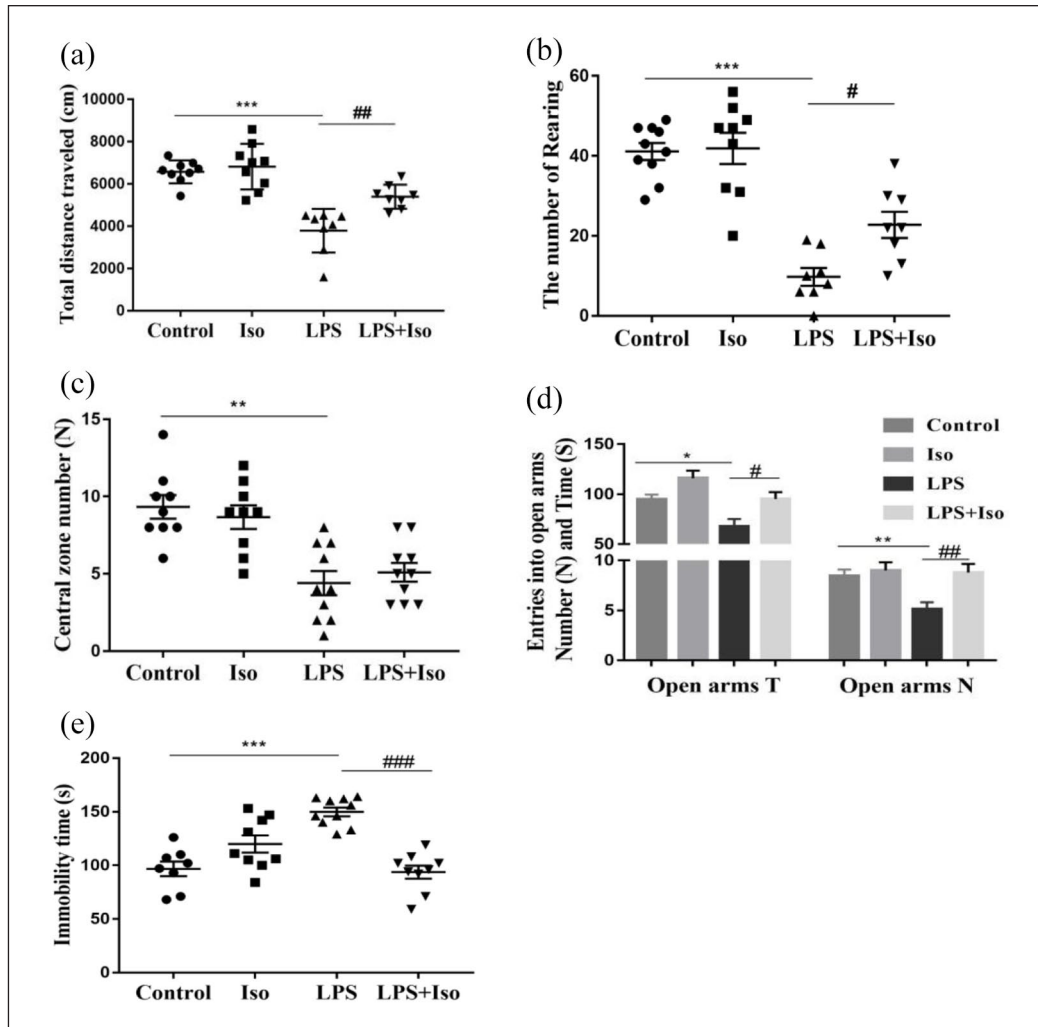 (a)
Total distance traveled (cm)
10000
8000
6000
4000
2000
0
***
##
Control Iso LPS LPS+Iso
(b)
The number of Rearing
60
40
20
0
***
#
Control Iso LPS LPS+Iso
(c)
Central zone number (N)
15
10
5
0
**
Control Iso LPS LPS+Iso
(d)
Entries into open arms
Number (N) and Time (S)
150
100
50
10
5
0
*
#
**
##
Control
Iso
LPS
LPS+Iso
Open arms T Open arms N
(e)
Immobility time (s)
200
150
100
50
0
***
###
Control Iso LPS LPS+Iso